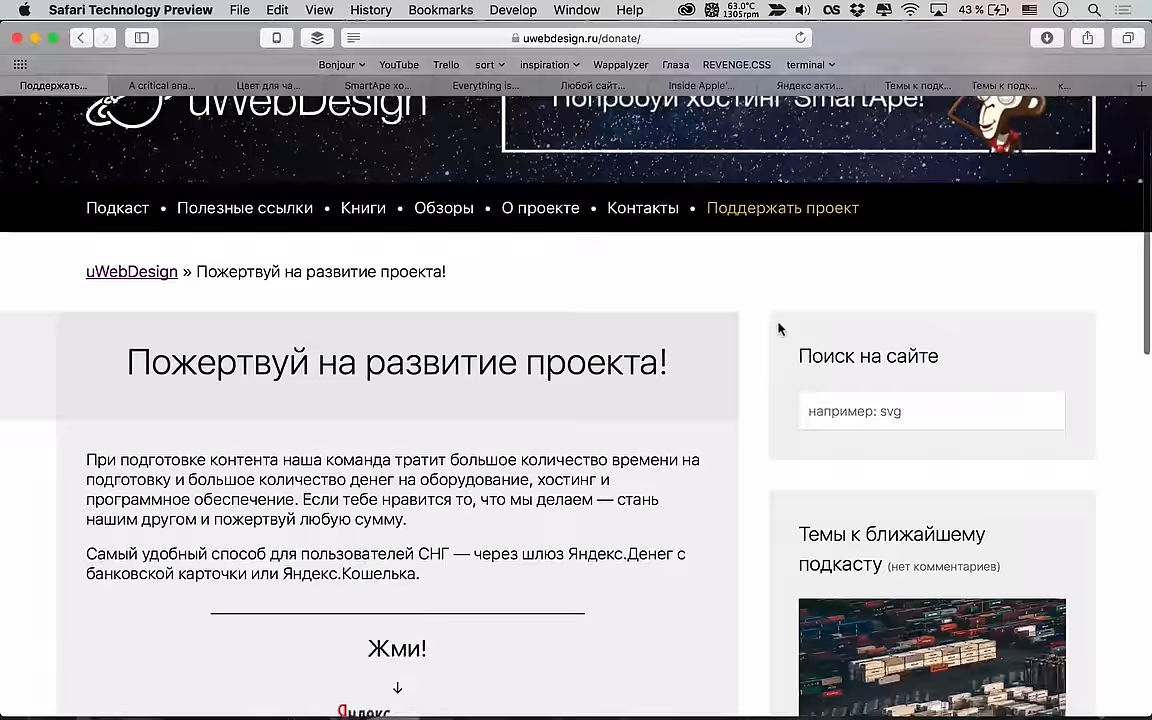 Safari Technology Preview File Edit View History Bookmarks Develop Window Help 63.0°C 1305rpm 43 %
uwebdesign.ru/donate/
Bonjour YouTube Trello sort inspiration Wappalyzer Глаза REVENGE.CSS terminal
Поддержать... A critical ana... Цвет для ча... SmartApe хо... Everything is... Любой сайт... Inside Apple'... Яндекс акти... Темы к подк... Темы к подк... к...
uWebDesign
Попробуй хостинг SmartApe!
Подкаст • Полезные ссылки • Книги • Обзоры • О проекте • Контакты • Поддержать проект
uWebDesign » Пожертвуй на развитие проекта!
Пожертвуй на развитие проекта!
При подготовке контента наша команда тратит большое количество времени на
подготовку и большое количество денег на оборудование, хостинг и
программное обеспечение. Если тебе нравится то, что мы делаем — стань
нашим другом и пожертвуй любую сумму.
Самый удобный способ для пользователей СНГ — через шлюз Яндекс.Денег с
банковской карточки или Яндекс.Кошелька.
Жми!
↓
Яндекс
Поиск на сайте
например: svg
Темы к ближайшему
подкасту (нет комментариев)